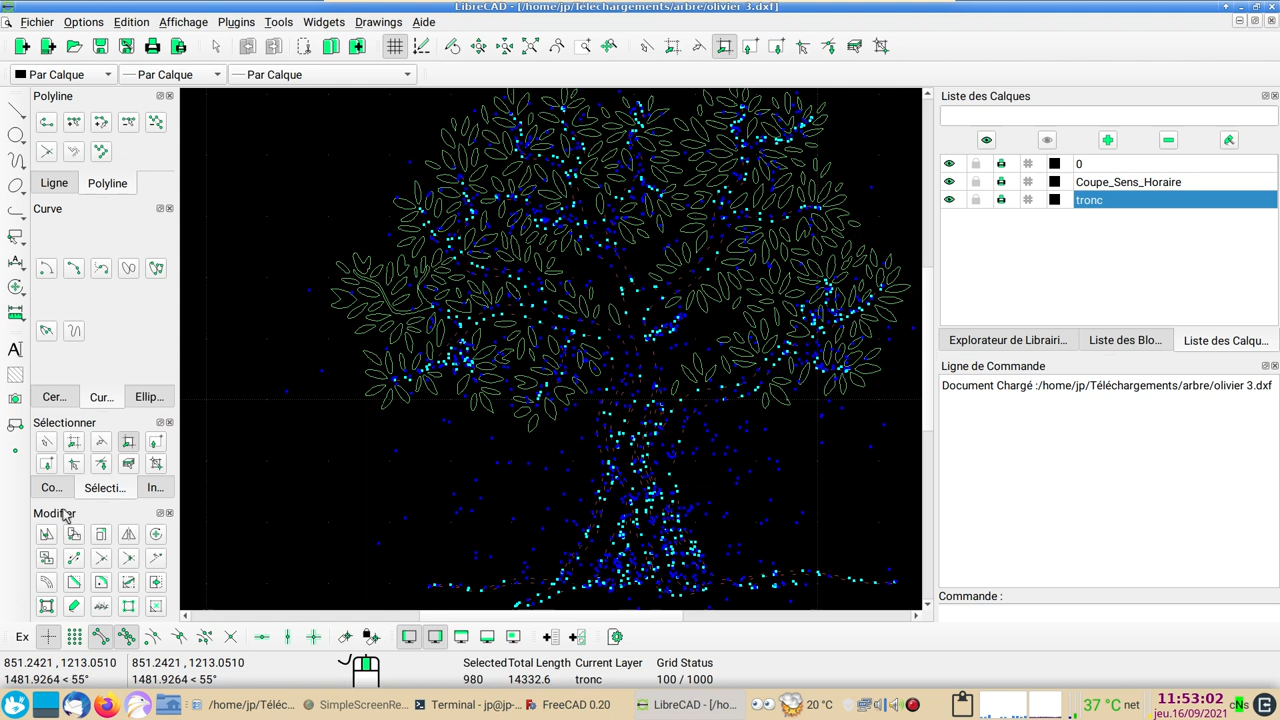 LibreCAD - [/home/jp/Téléchargements/arbre/olivier 3.dxf]
Fichier Options Edition Affichage Plugins Tools Widgets Drawings Aide
Par Calque Par Calque Par Calque
Polyline
Ligne Polyline
Curve
Cer... Cur... Ellip...
Sélectionner
Co... Sélecti... In...
Modifier
Liste des Calques
0
Coupe_Sens_Horaire
tronc
Explorateur de Librairi... Liste des Blo... Liste des Calqu...
Ligne de Commande
Document Chargé :/home/jp/Téléchargements/arbre/olivier 3.dxf
Commande :
Ex
851.2421 , 1213.0510 851.2421 , 1213.0510 Selected Total Length Current Layer Grid Status
1481.9264 < 55° 1481.9264 < 55° 980 14332.6 tronc 100 / 1000
/home/jp/Téléc... SimpleScreenRe... Terminal - jp@jp-... FreeCAD 0.20 LibreCAD - [/ho... 20 °C 37 °C net 11:53:02
jeu.16/09/2021